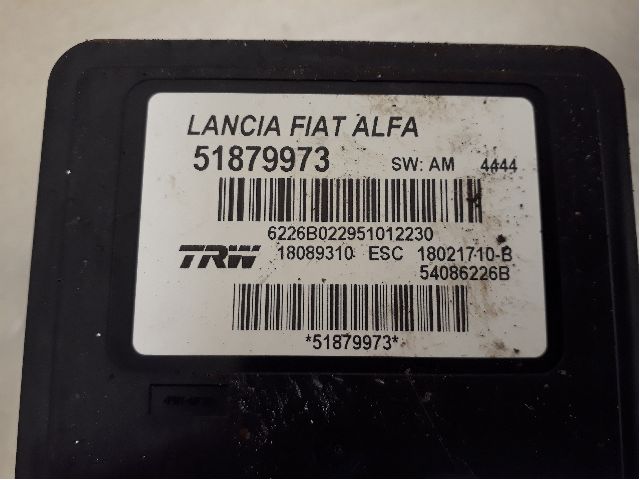 LANCIA FIAT ALFA
51879973 SW: AM 4444
6226B022951012230
TRW 18089310 ESC 18021710-B
54086226B
*51879973*